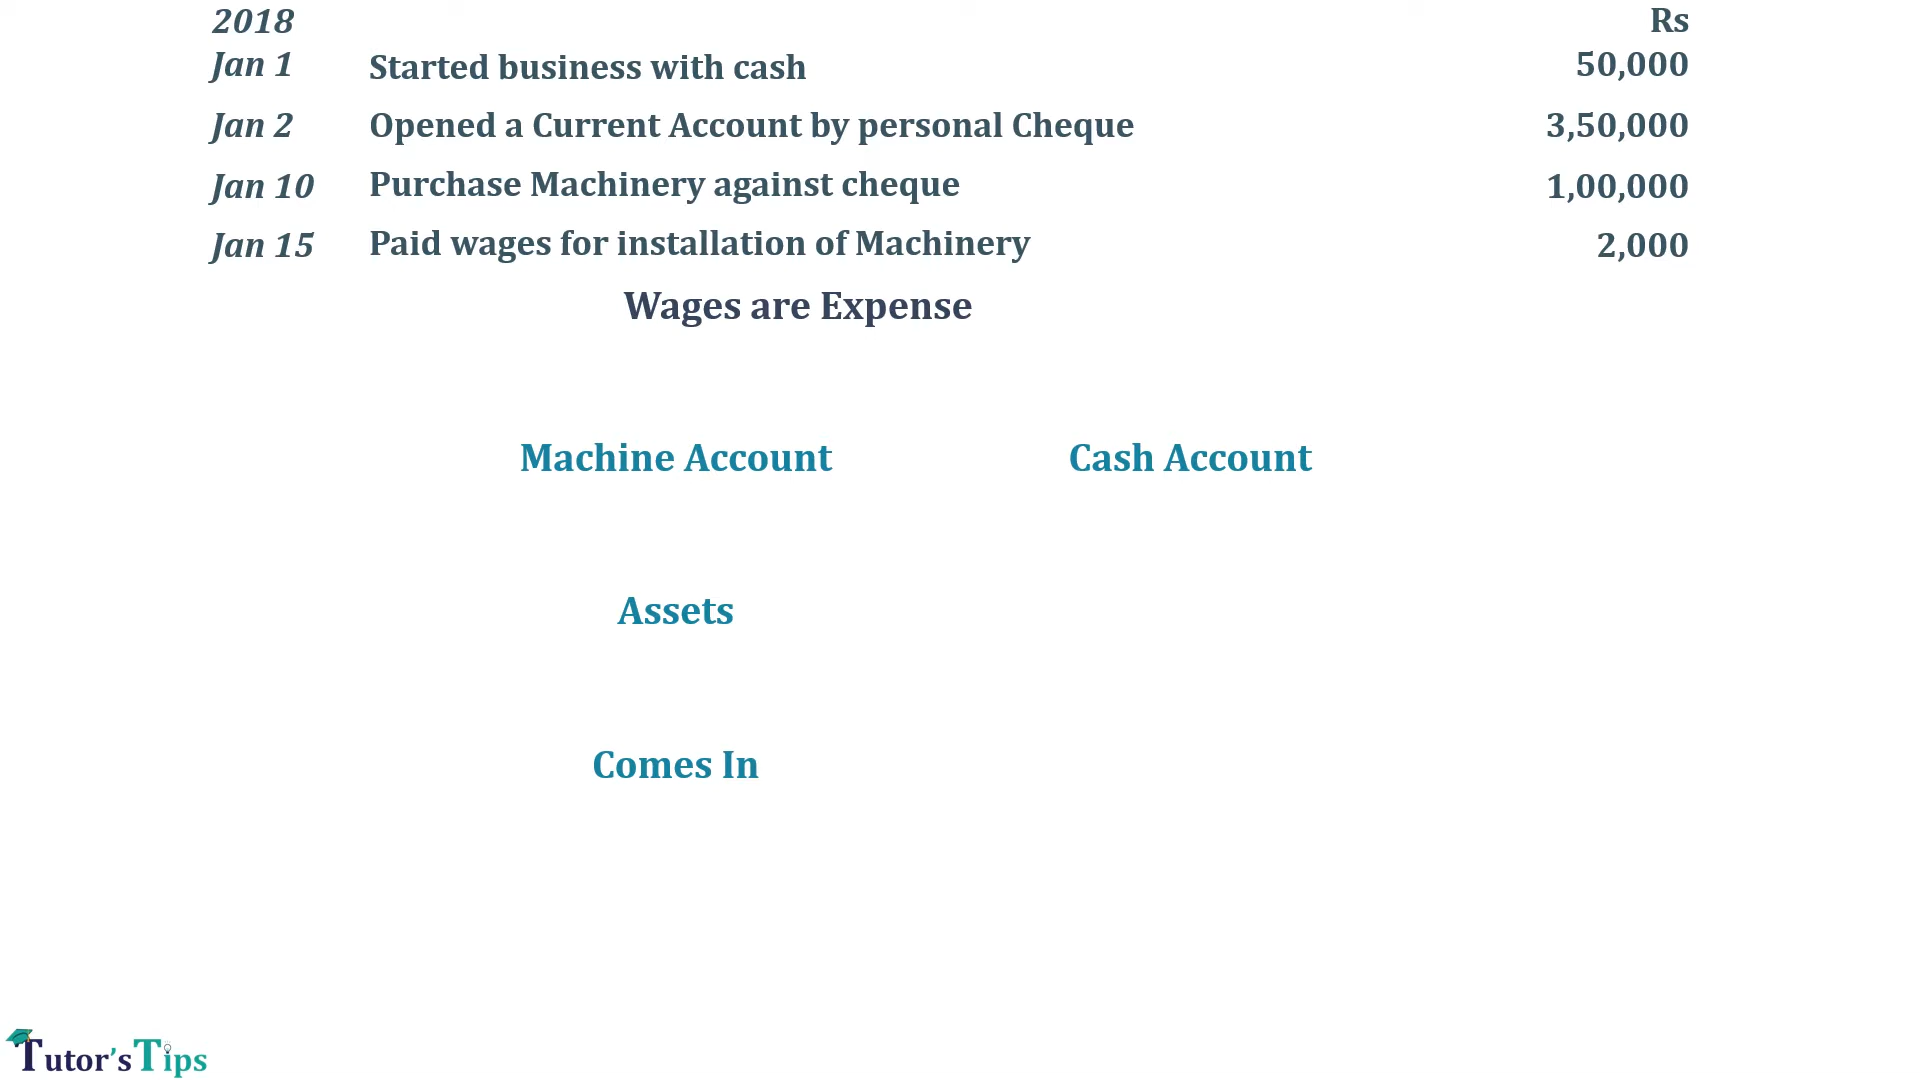 2018 Rs
Jan 1 Started business with cash 50,000
Jan 2 Opened a Current Account by personal Cheque 3,50,000
Jan 10 Purchase Machinery against cheque 1,00,000
Jan 15 Paid wages for installation of Machinery 2,000
Wages are Expense
Machine Account Cash Account
Assets
Comes In
Tutor's Tips